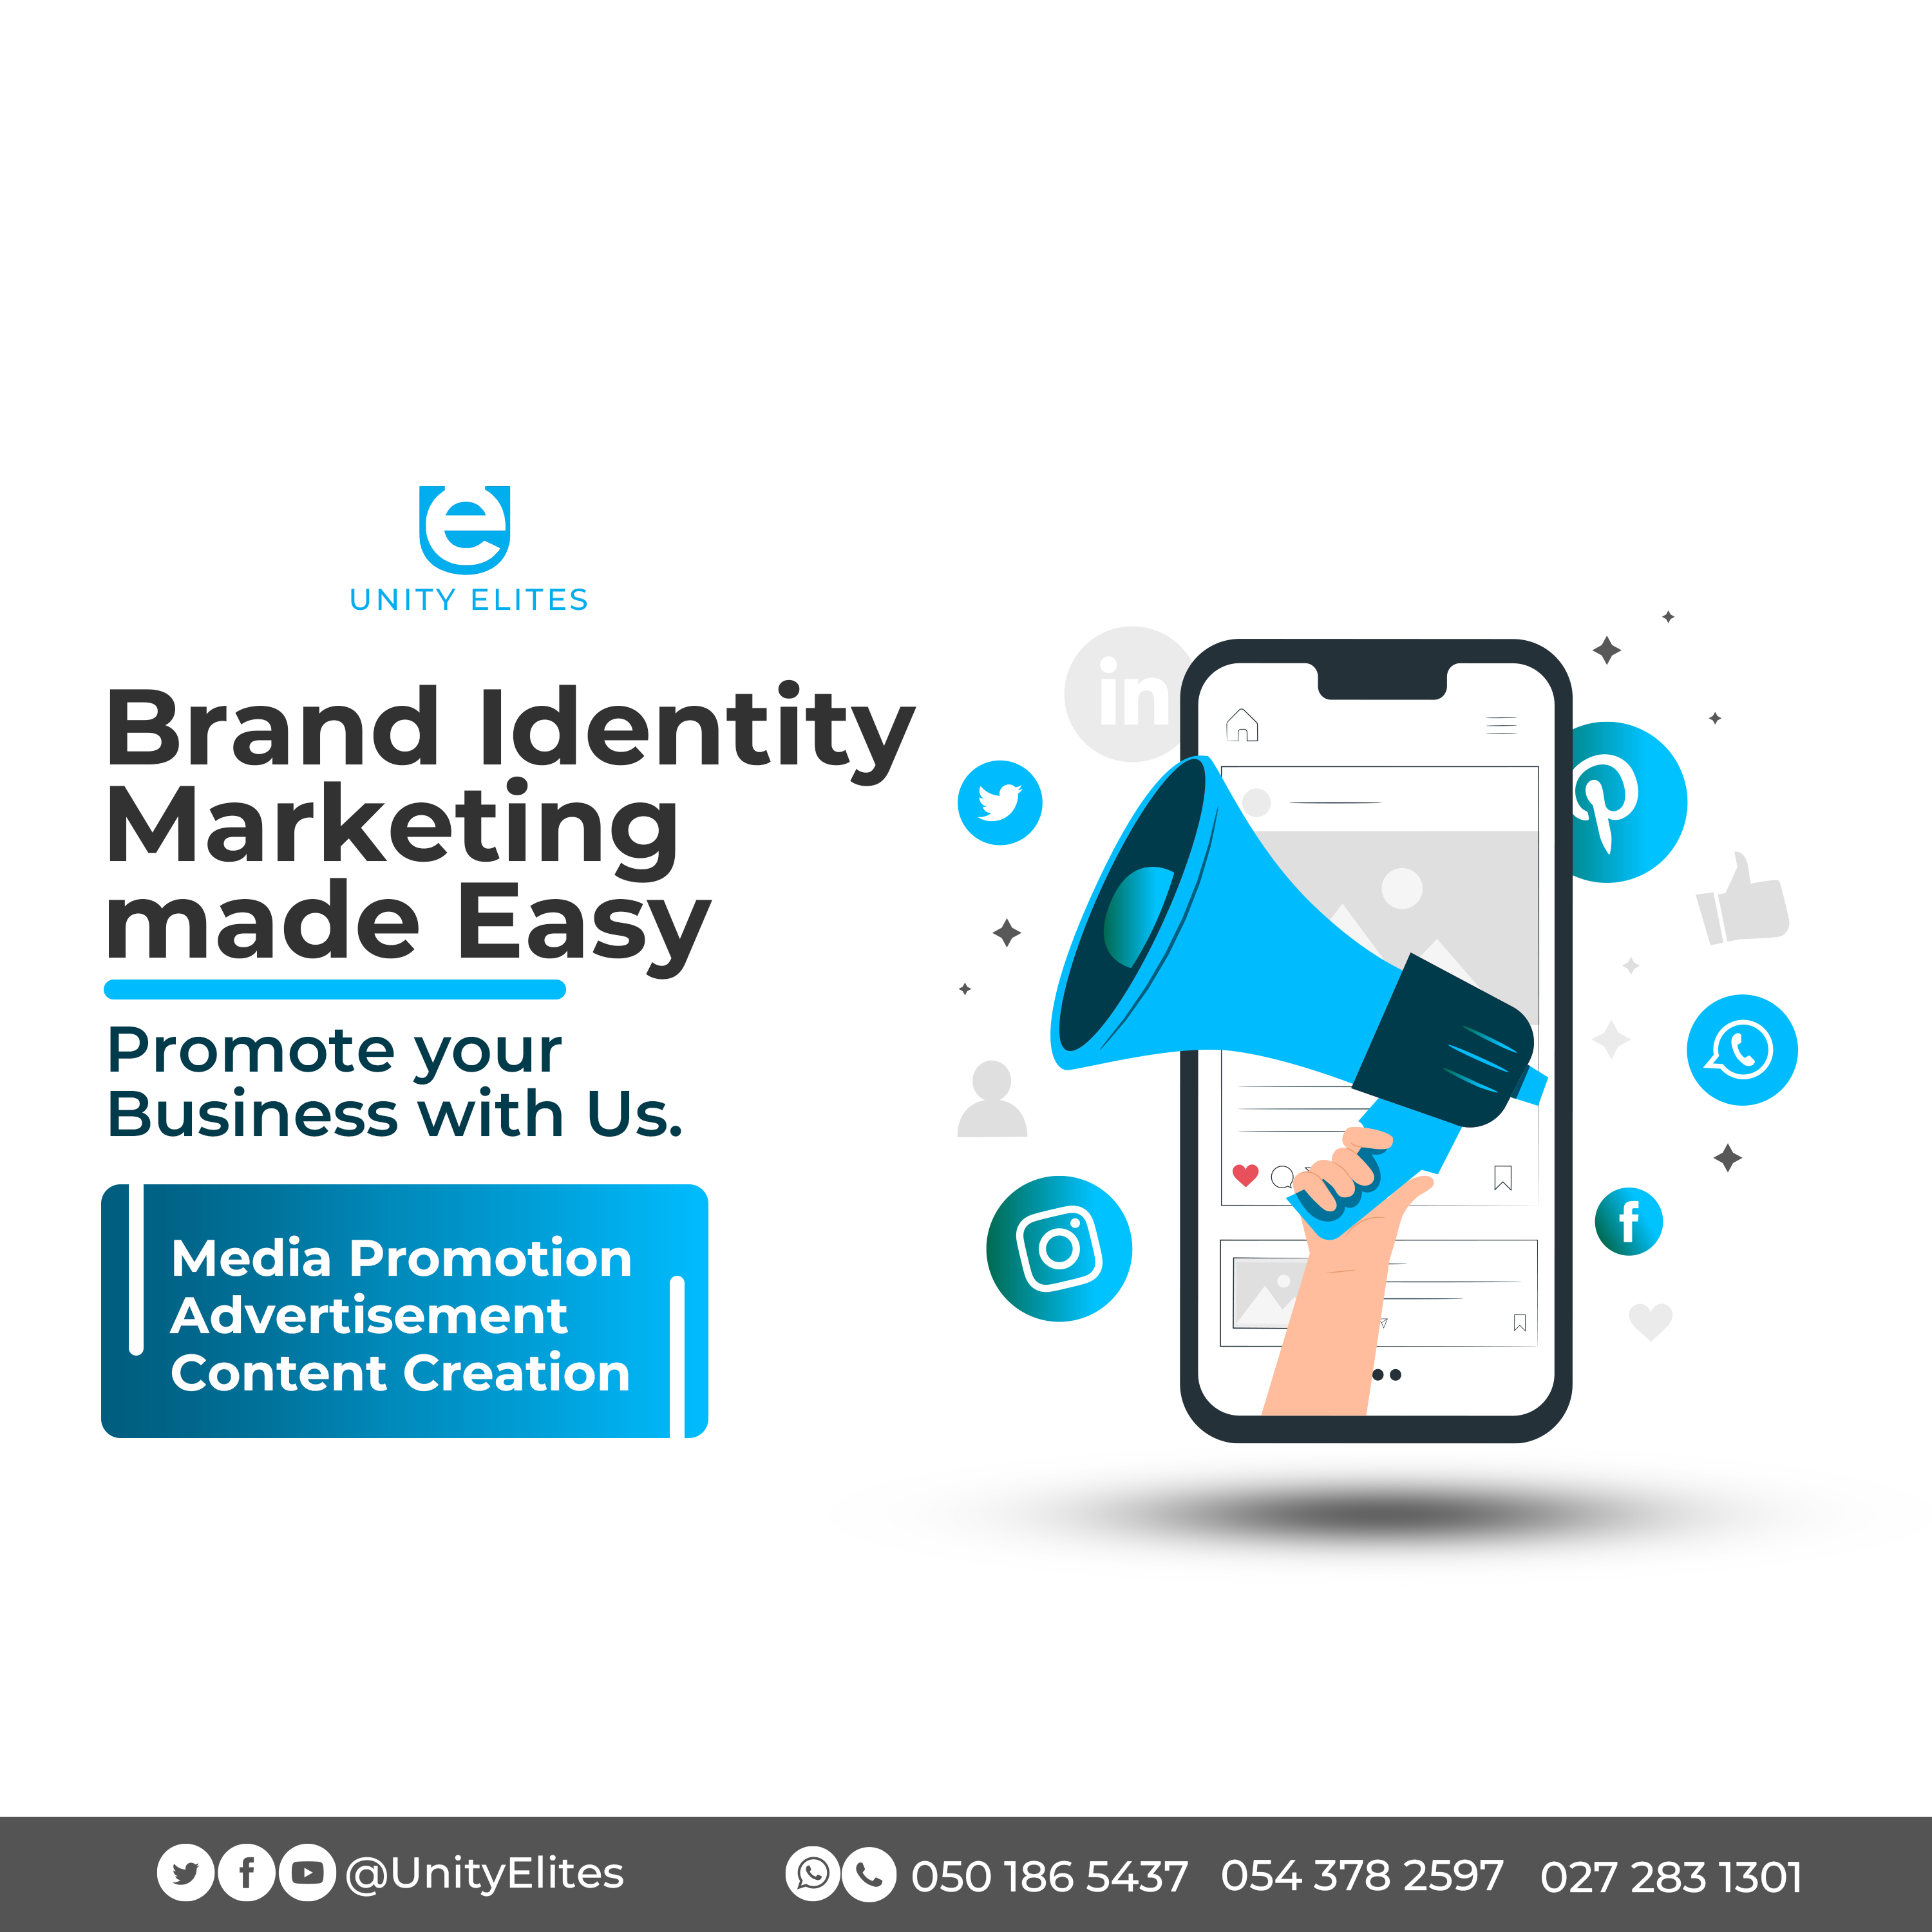 UNITY ELITES
Brand Identity
Marketing
made Easy
Promote your
Business with Us.
Media Promotion
Advertisement
Content Creation
in
@UnityElites
050 186 5437 054 378 2597 027 283 1301